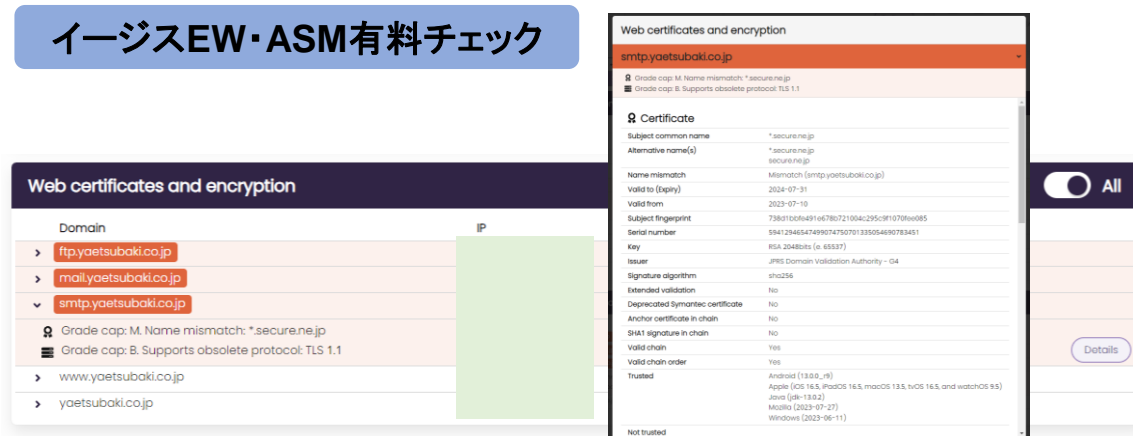 イージスEW・ASM有料チェック
Web certificates and encryption
All
Domain
IP
ftp.yaetsubaki.co.jp
mail.yaetsubaki.co.jp
smtp.yaetsubaki.co.jp
Grade cap: M. Name mismatch: *.secure.ne.jp
Grade cap: B. Supports obsolete protocol: TLS 1.1
Details
www.yaetsubaki.co.jp
yaetsubaki.co.jp
Web certificates and encryption
smtp.yaetsubaki.co.jp
Grade cap: M. Name mismatch: *.secure.ne.jp
Grade cap: B. Supports obsolete protocol: TLS 1.1
Certificate
Subject common name *.secure.ne.jp
Alternative name(s) *.secure.ne.jp
secure.ne.jp
Name mismatch Mismatch (smtp.yaetsubaki.co.jp)
Valid to (Expiry) 2024-07-31
Valid from 2023-07-10
Subject fingerprint
Serial number
Key RSA 2048bits (e. 65537)
Issuer JPRS Domain Validation Authority - G4
Signature algorithm sha256
Extended validation No
Deprecated Symantec certificate No
Anchor certificate in chain No
SHA1 signature in chain No
Valid chain Yes
Valid chain order Yes
Trusted Android (13.0.0_r9)
Apple (iOS 16.5, iPadOS 16.5, macOS 13.5, tvOS 16.5, and watchOS 9.5)
Java (jdk-13.0.2)
Mozilla (2023-07-27)
Windows (2023-06-11)
Not trusted